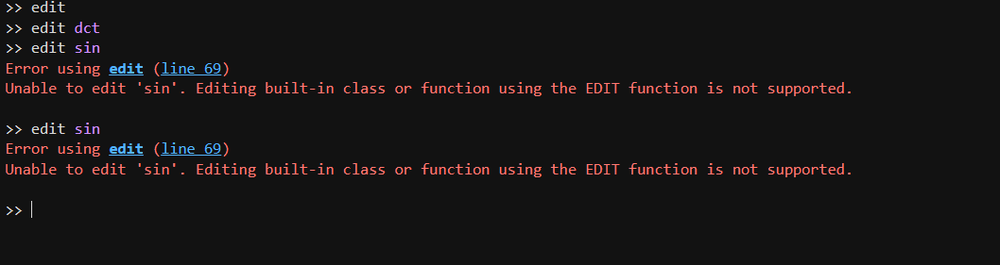 >> edit
>> edit dct
>> edit sin
Error using edit (line 69)
Unable to edit 'sin'. Editing built-in class or function using the EDIT function is not supported.
>> edit sin
Error using edit (line 69)
Unable to edit 'sin'. Editing built-in class or function using the EDIT function is not supported.
>>